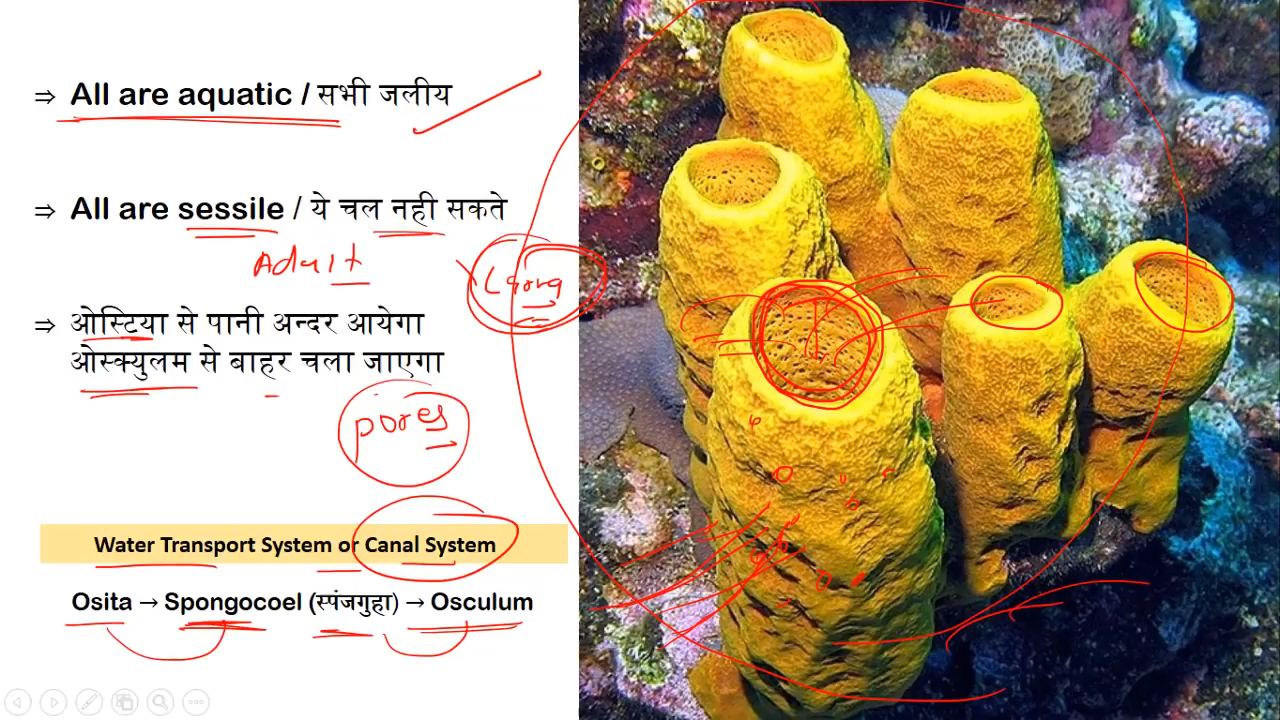 ⇒ All are aquatic / सभी जलीय
⇒ All are sessile / ये चल नही सकते
Adult
Larva
⇒ ओस्टिया से पानी अन्दर आयेगा
ओस्क्युलम से बाहर चला जाएगा
pores
Water Transport System or Canal System
Osita → Spongocoel (स्पंजगुहा) → Osculum